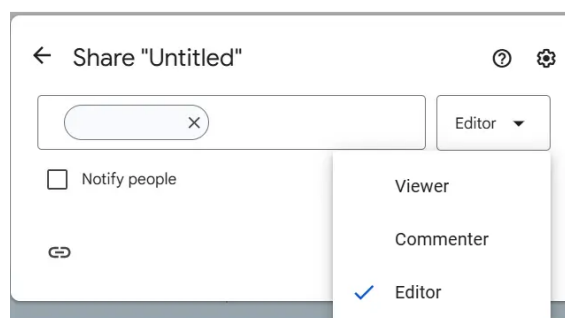 Share "Untitled"
Editor
Notify people
Viewer
Commenter
Editor